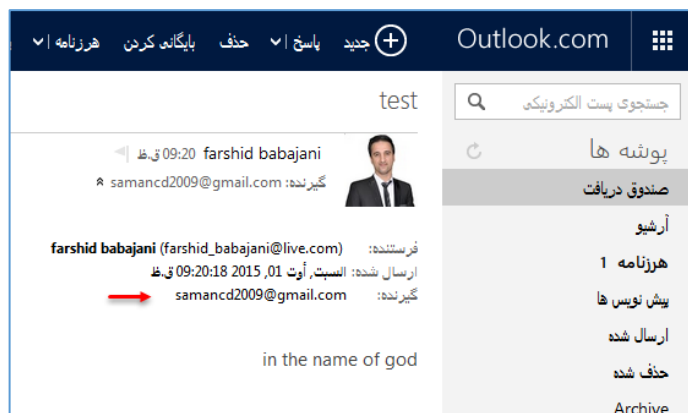 Outlook.com
جدید پاسخ حذف بایگانی کردن هرزنامه
جستجوی پست الکترونیکی
پوشه ها
صندوق دریافت
آرشیو
هرزنامه 1
پیش نویس ها
ارسال شده
حذف شده
Archive
test
farshid babajani 09:20 ق.ظ
گیرنده: samancd2009@gmail.com
فرستنده: farshid babajani (farshid_babajani@live.com)
ارسال شده: السبت, أوت 01, 2015 09:20:18 ق.ظ
گیرنده: samancd2009@gmail.com
in the name of god